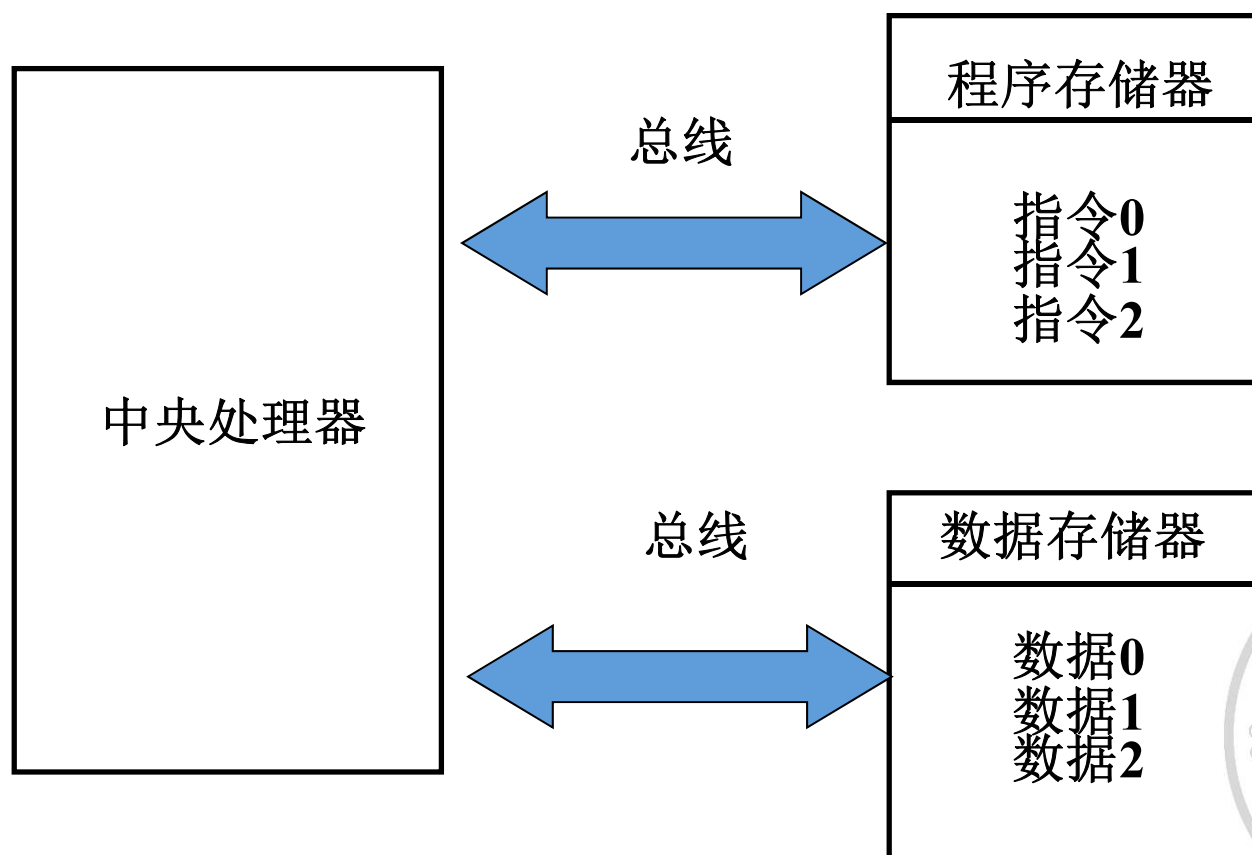 程序存储器
总线
指令0
指令1
指令2
中央处理器
总线
数据存储器
数据0
数据1
数据2